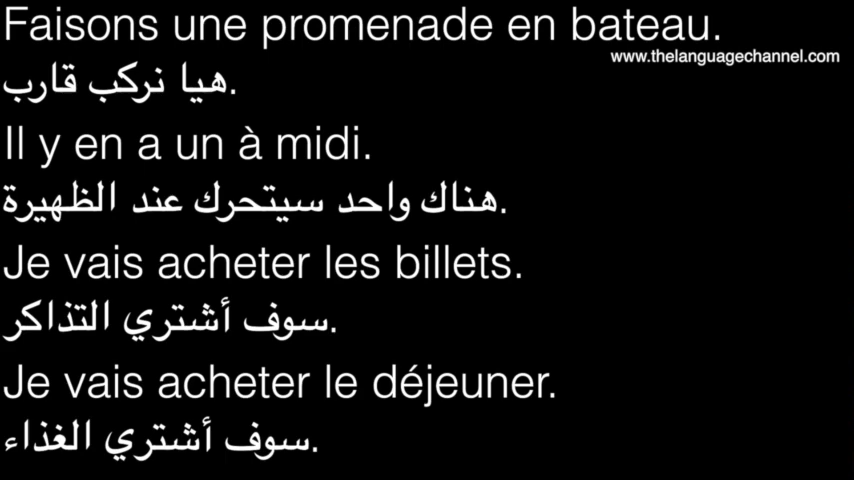 Faisons une promenade en bateau.
www.thelanguagechannel.com
هيا نركب قارب.
Il y en a un à midi.
هناك واحد سيتحرك عند الظهيرة.
Je vais acheter les billets.
سوف أشتري التذاكر.
Je vais acheter le déjeuner.
سوف أشتري الغذاء.